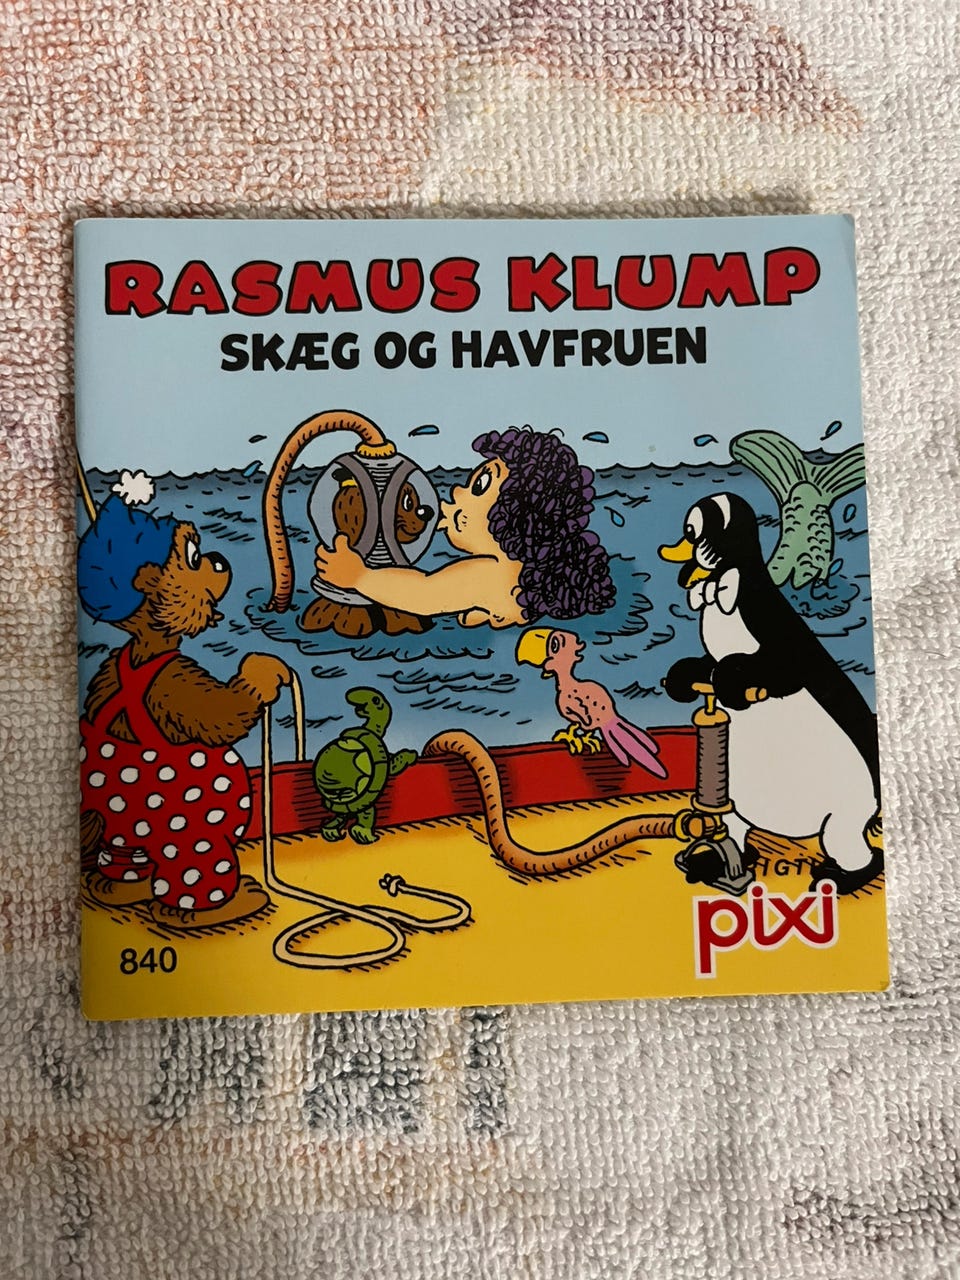 RASMUS KLUMP
SKÆG OG HAVFRUEN
840
pixi